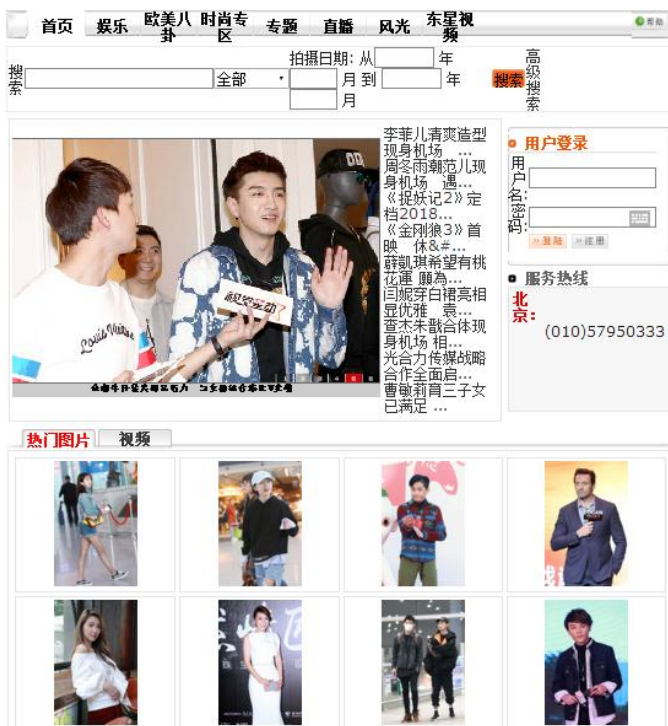 首页
娱乐
欧美八
卦
时尚专
区
专题
直播
风光
东星视
频
帮助
搜
索
全部
拍摄日期: 从
年
月 到
年
月
搜索
高
级
搜
索
李菲儿清爽造型
现身机场 ...
周冬雨潮范儿现
身机场 遇...
《捉妖记2》定
档2018...
《金刚狼3》首
映 休&#...
薛凱琪希望有桃
花運 願為...
闫妮穿白裙亮相
显优雅 袁...
查杰朱戬合体现
身机场 相...
光合力传媒战略
合作全面启...
曹敏莉育三子女
已满足 ...
Louis Vuitton
用户登录
用
户
名:
密
码:
» 登陆
» 注册
服务热线
北
京:
(010)57950333
热门图片
视频